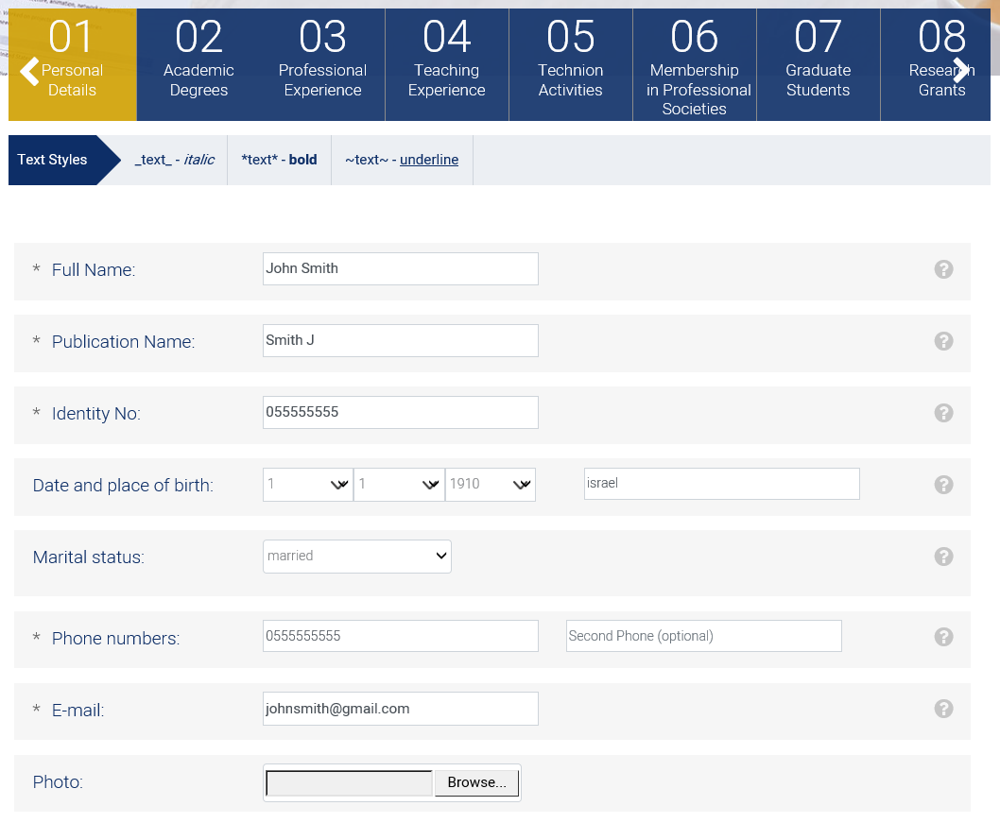 01
Personal
Details
02
Academic
Degrees
03
Professional
Experience
04
Teaching
Experience
05
Technion
Activities
06
Membership
in Professional
Societies
07
Graduate
Students
08
Research
Grants
Text Styles
_text_ - italic
*text* - bold
~text~ - underline
* Full Name: John Smith ?
* Publication Name: Smith J ?
* Identity No: 055555555 ?
Date and place of birth: 1 1 1910 israel ?
Marital status: married ?
* Phone numbers: 0555555555 Second Phone (optional) ?
* E-mail: johnsmith@gmail.com ?
Photo: Browse...